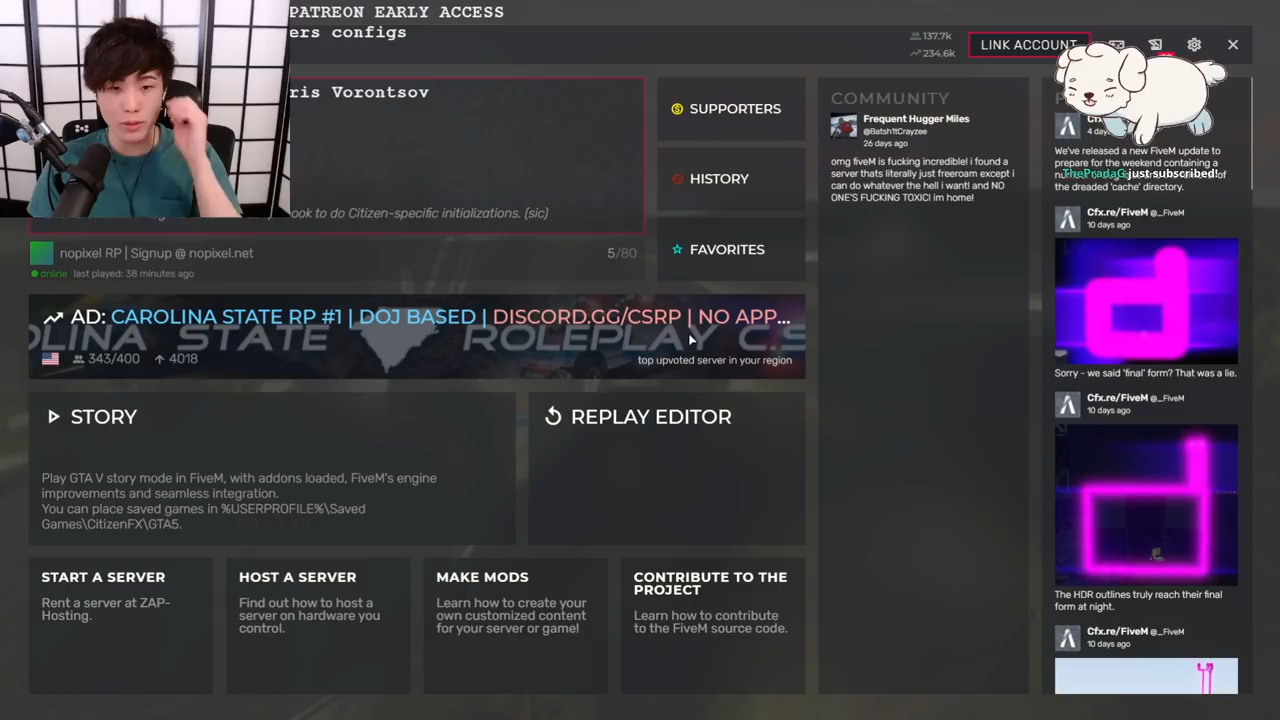 PATREON EARLY ACCESS
ers configs
ris Vorontsov
ook to do Citizen-specific initializations. (sic)
nopixel RP | Signup @ nopixel.net
5/80
online last played: 38 minutes ago
137.7k
234.6k
LINK ACCOUNT
SUPPORTERS
HISTORY
FAVORITES
AD: CAROLINA STATE RP #1 | DOJ BASED | DISCORD.GG/CSRP | NO APP...
OLINA STATE ROLEPLAY C.S
343/400 4018
top upvoted server in your region
STORY
Play GTA V story mode in FiveM, with addons loaded, FiveM's engine
improvements and seamless integration.
You can place saved games in %USERPROFILE%\Saved
Games\CitizenFX\GTA5.
REPLAY EDITOR
START A SERVER
Rent a server at ZAP-
Hosting.
HOST A SERVER
Find out how to host a
server on hardware you
control.
MAKE MODS
Learn how to create your
own customized content
for your server or game!
CONTRIBUTE TO THE
PROJECT
Learn how to contribute
to the FiveM source code.
COMMUNITY
Frequent Hugger Miles
@Batsh1tCrayzee
26 days ago
omg fiveM is fucking incredible! i found a
server thats literally just freeroam except i
can do whatever the hell i want! and NO
ONE'S FUCKING TOXIC! im home!
4 day
We've released a new FiveM update to
prepare for the weekend containing a
ThePradaG just subscribed!
the dreaded 'cache' directory.
Cfx.re/FiveM @_FiveM
10 days ago
Sorry - we said 'final' form? That was a lie.
Cfx.re/FiveM @_FiveM
10 days ago
The HDR outlines truly reach their final
form at night.
Cfx.re/FiveM @_FiveM
10 days ago